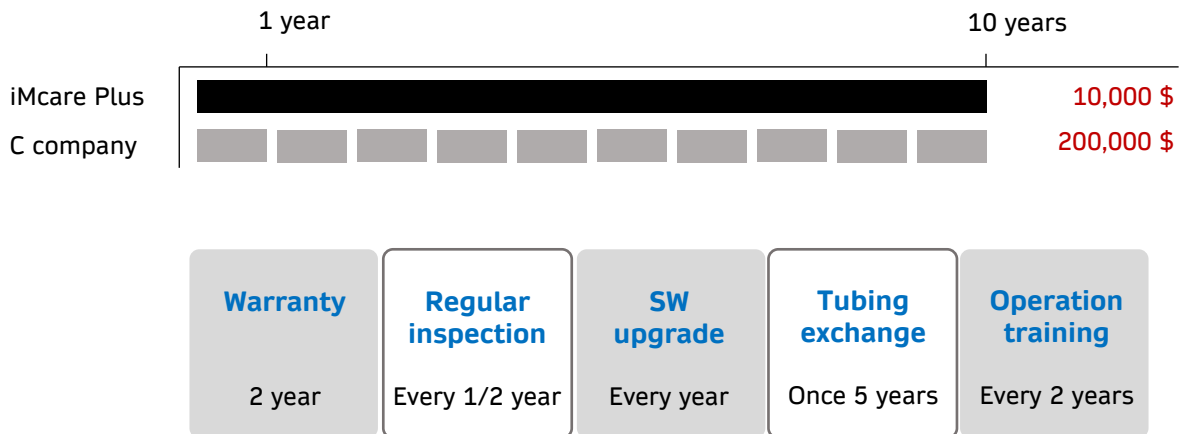 1 year
10 years
iMcare Plus
10,000 $
C company
200,000 $
Warranty
2 year
Regular
inspection
Every 1/2 year
SW
upgrade
Every year
Tubing
exchange
Once 5 years
Operation
training
Every 2 years